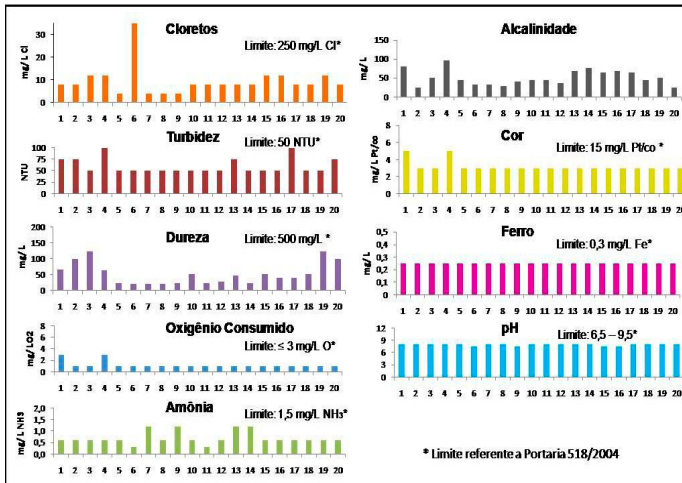 Cloretos
Limite: 250 mg/L Cl*
mg/L Cl
30
20
10
0
1 2 3 4 5 6 7 8 9 10 11 12 13 14 15 16 17 18 19 20
Turbidez
Limite: 50 NTU*
NTU
100
75
50
25
0
1 2 3 4 5 6 7 8 9 10 11 12 13 14 15 16 17 18 19 20
Dureza
Limite: 500 mg/L *
mg/L
200
150
100
50
0
1 2 3 4 5 6 7 8 9 10 11 12 13 14 15 16 17 18 19 20
Oxigênio Consumido
Limite: ≤ 3 mg/L O*
mg/L O2
8
6
4
2
0
1 2 3 4 5 6 7 8 9 10 11 12 13 14 15 16 17 18 19 20
Amônia
Limite: 1,5 mg/L NH₃*
mg/L NH3
2,0
1,5
1,0
0,5
0,0
1 2 3 4 5 6 7 8 9 10 11 12 13 14 15 16 17 18 19 20
Alcalinidade
mg/L
150
100
50
0
1 2 3 4 5 6 7 8 9 10 11 12 13 14 15 16 17 18 19 20
Cor
Limite: 15 mg/L Pt/co *
mg/L Pt/co
8
6
4
2
0
1 2 3 4 5 6 7 8 9 10 11 12 13 14 15 16 17 18 19 20
Ferro
Limite: 0,3 mg/L Fe*
mg/L
0,5
0,4
0,3
0,2
0,1
0
1 2 3 4 5 6 7 8 9 10 11 12 13 14 15 16 17 18 19 20
pH
Limite: 6,5 – 9,5*
12
9
6
3
0
1 2 3 4 5 6 7 8 9 10 11 12 13 14 15 16 17 18 19 20
* Limite referente a Portaria 518/2004